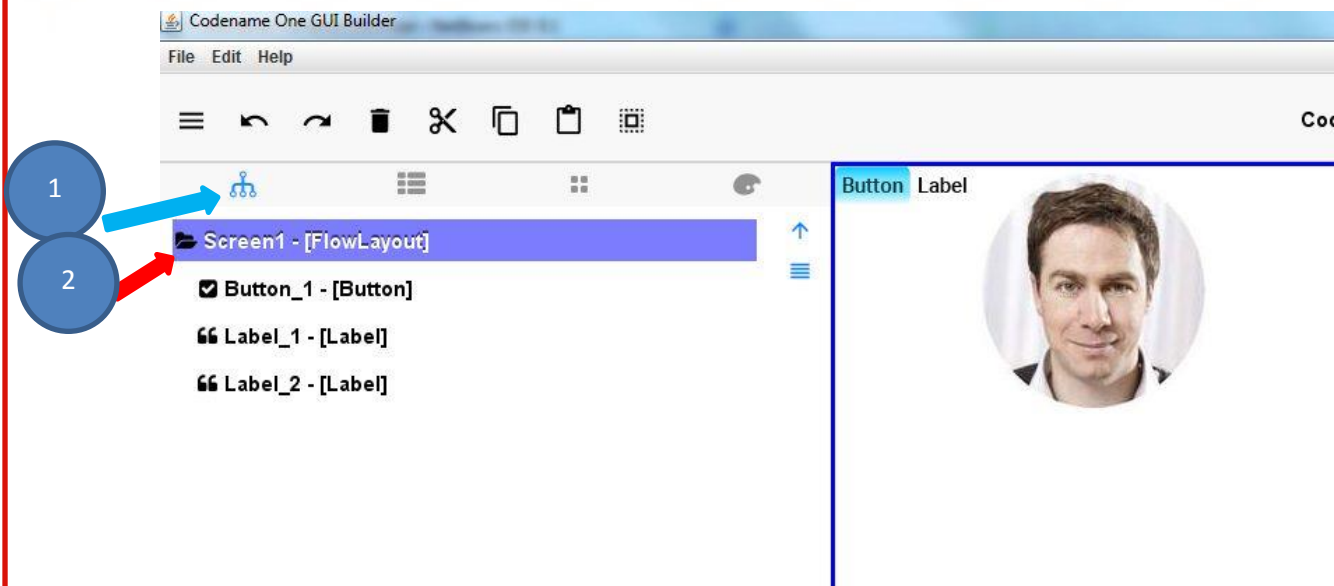 Codename One GUI Builder
File Edit Help
Coc
1
Button Label
Screen1 - [FlowLayout]
2
Button_1 - [Button]
Label_1 - [Label]
Label_2 - [Label]